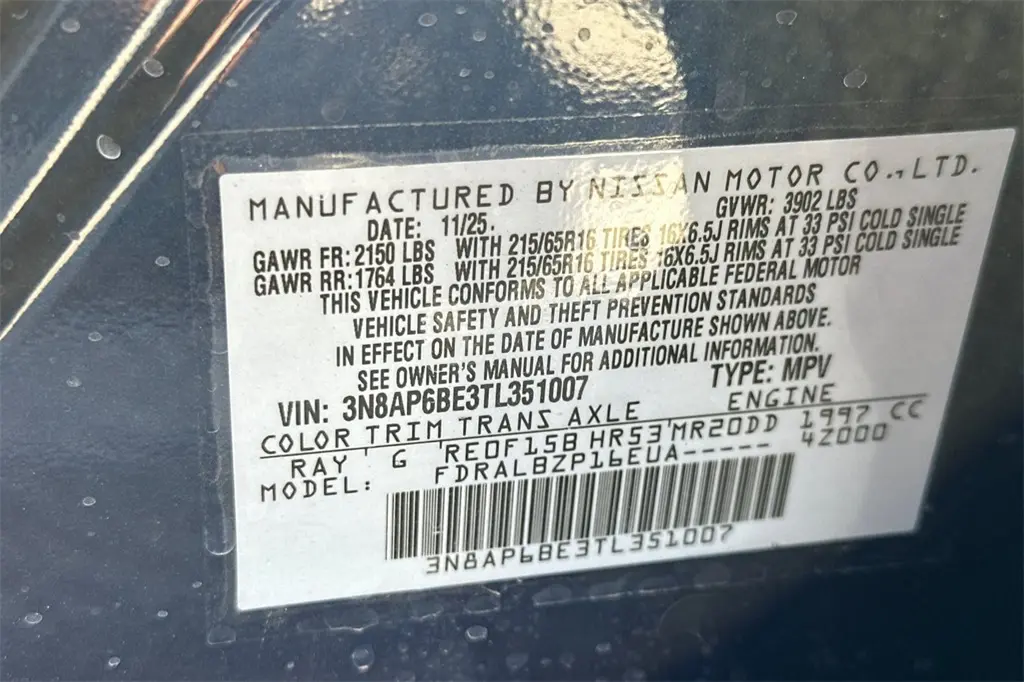 MANUFACTURED BY NISSAN MOTOR CO.,LTD.
DATE: 11/25. GVWR: 3902 LBS
GAWR FR: 2150 LBS WITH 215/65R16 TIRES 16X6.5J RIMS AT 33 PSI COLD SINGLE
GAWR RR: 1764 LBS WITH 215/65R16 TIRES 16X6.5J RIMS AT 33 PSI COLD SINGLE
THIS VEHICLE CONFORMS TO ALL APPLICABLE FEDERAL MOTOR
VEHICLE SAFETY AND THEFT PREVENTION STANDARDS
IN EFFECT ON THE DATE OF MANUFACTURE SHOWN ABOVE.
SEE OWNER'S MANUAL FOR ADDITIONAL INFORMATION.
VIN: 3N8AP6BE3TL351007 TYPE: MPV
COLOR TRIM TRANS AXLE ENGINE
RAY G RE0F15B HR53 MR20DD 1997 CC
MODEL: FDRALBZP16EUA----- 4Z000
3N8AP6BE3TL351007